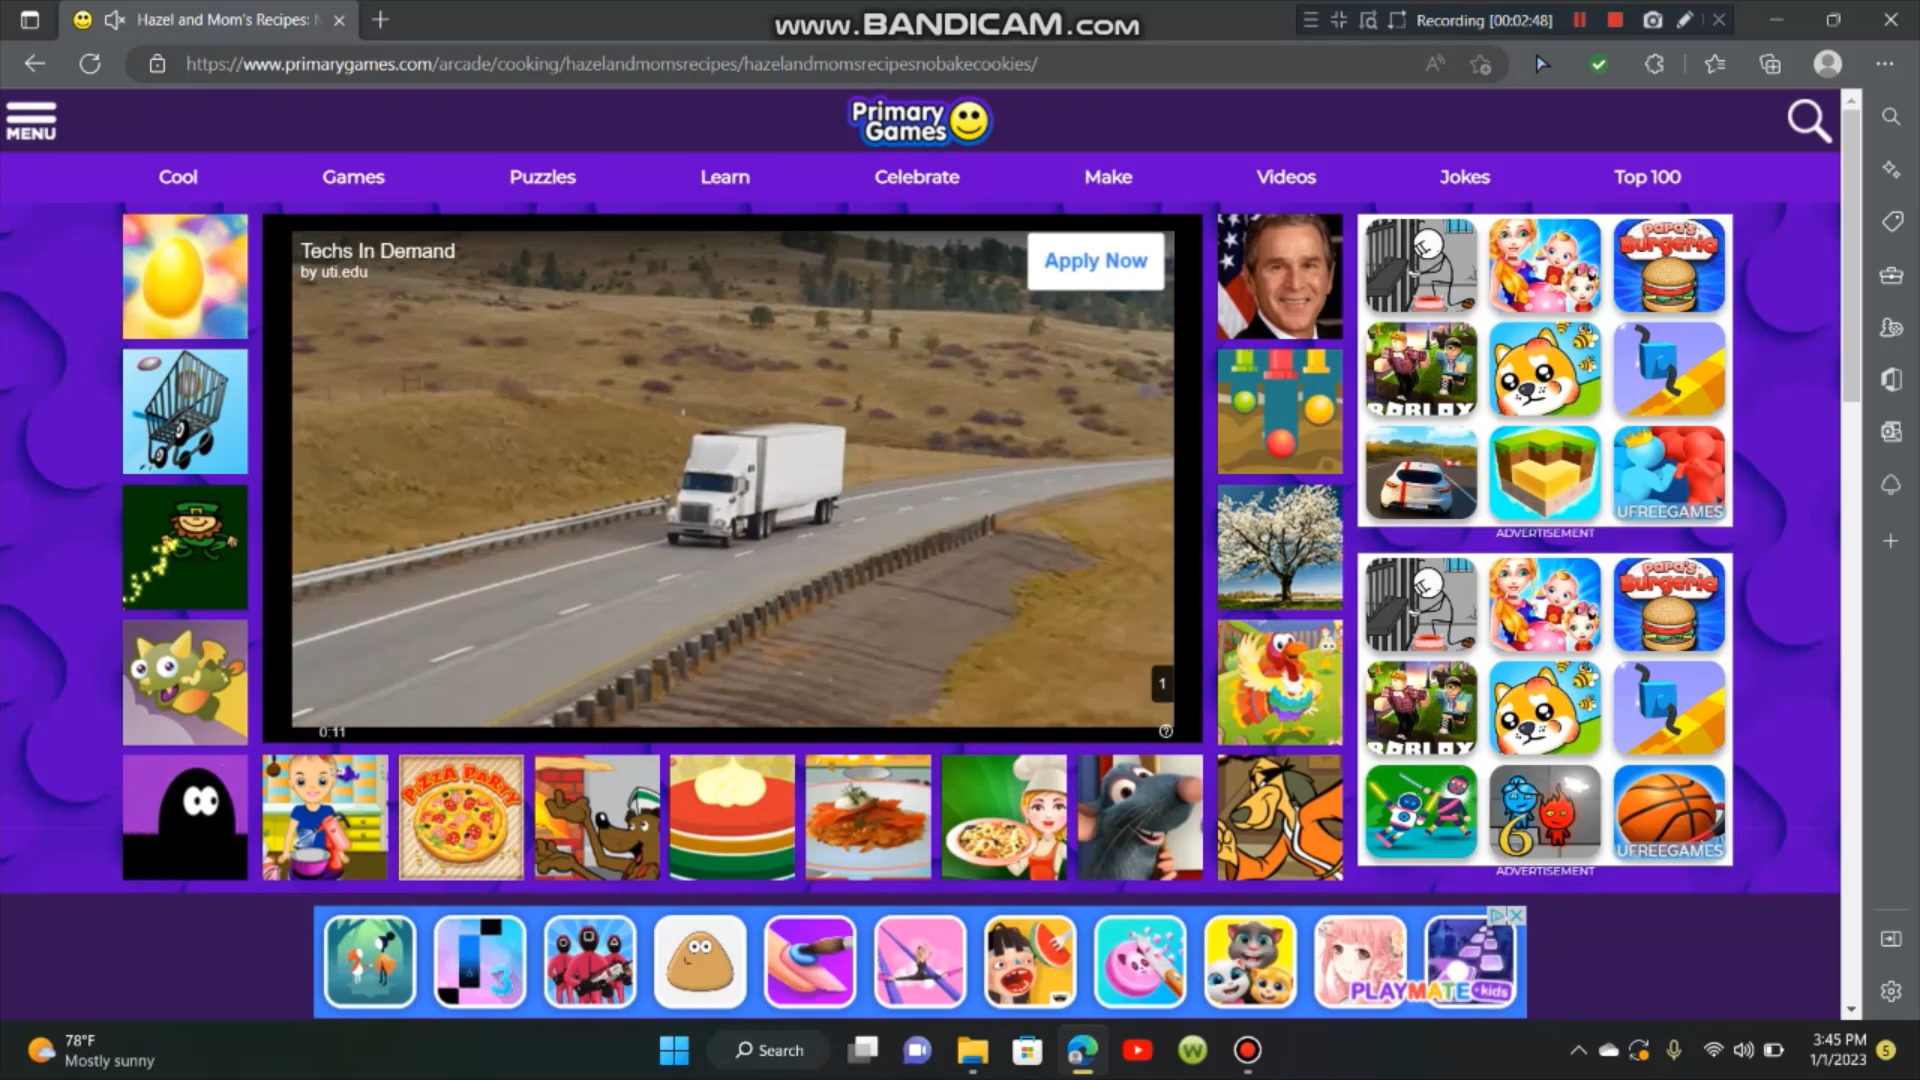 Hazel and Mom's Recipes: N
www.BANDICAM.com
Recording [00:02:48]
https://www.primarygames.com/arcade/cooking/hazelandmomsrecipes/hazelandmomsrecipesnobakecookies/
MENU
Primary
Games
Cool
Games
Puzzles
Learn
Celebrate
Make
Videos
Jokes
Top 100
Techs In Demand
by uti.edu
Apply Now
1
0:11
PAPA'S
BURGERIA
ROBLOX
UFREEGAMES
ADVERTISEMENT
PAPA'S
BURGERIA
ROBLOX
6
UFREEGAMES
ADVERTISEMENT
PIZZA PARTY
3
PLAYMATE kids
78°F
Mostly sunny
Search
W
3:45 PM
1/1/2023
5